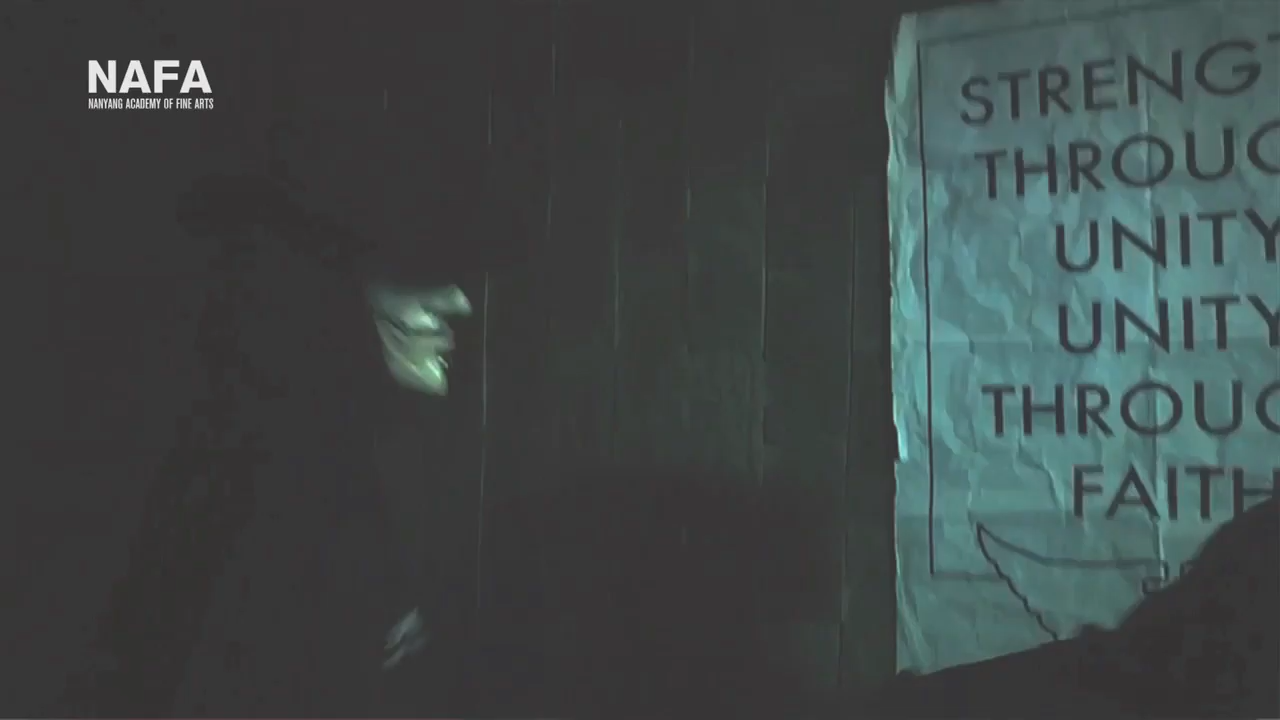 NAFA
NANYANG ACADEMY OF FINE ARTS
STRENGT
THROUG
UNITY
UNITY
THROUG
FAITH